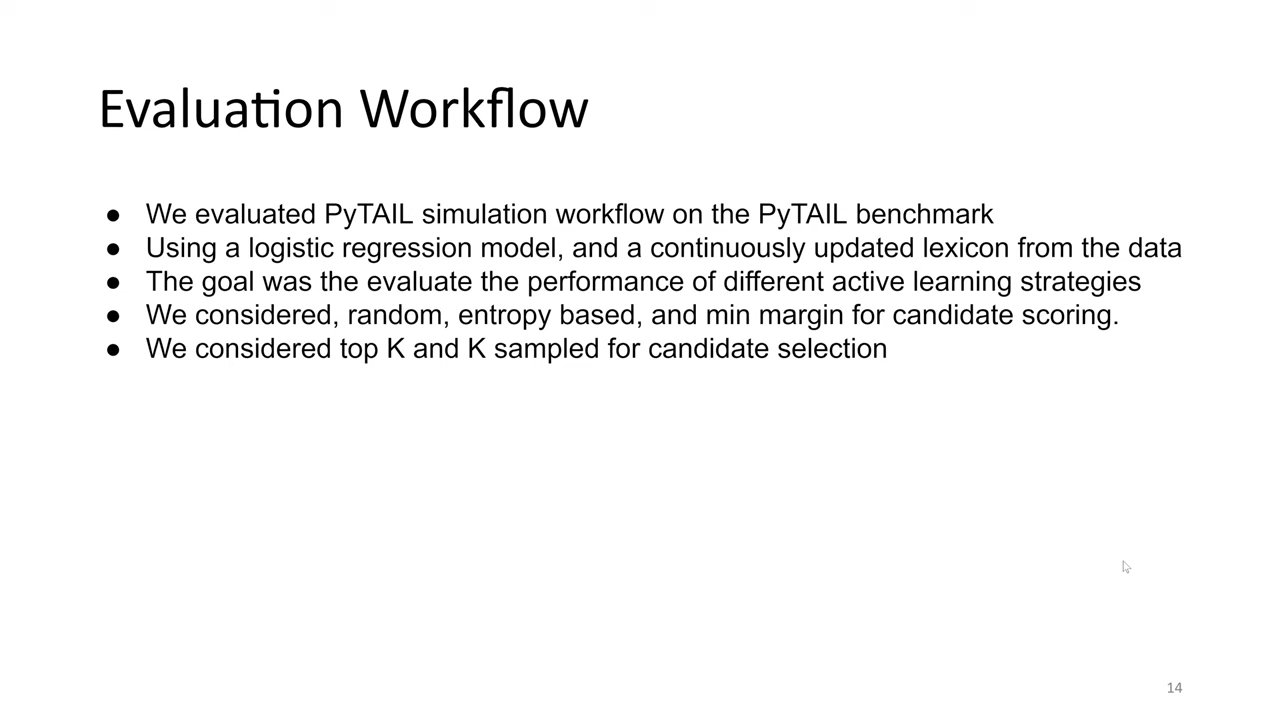 Evaluation Workflow
● We evaluated PyTAIL simulation workflow on the PyTAIL benchmark
● Using a logistic regression model, and a continuously updated lexicon from the data
● The goal was the evaluate the performance of different active learning strategies
● We considered, random, entropy based, and min margin for candidate scoring.
● We considered top K and K sampled for candidate selection
14